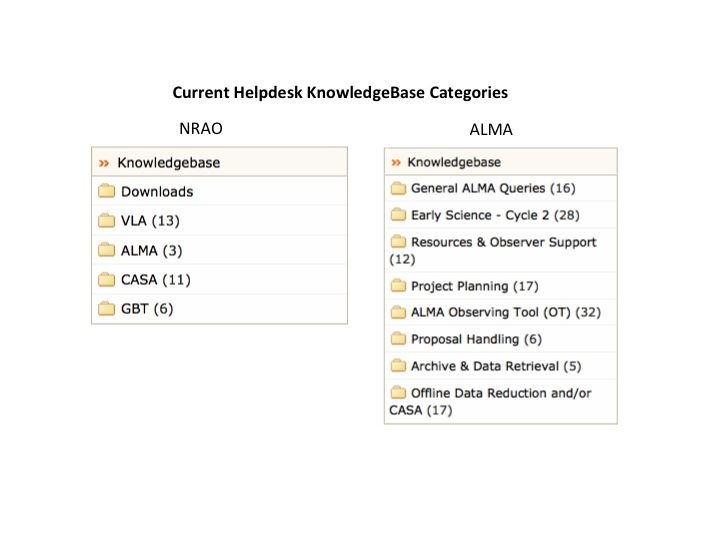 Current Helpdesk KnowledgeBase Categories
NRAO
» Knowledgebase
Downloads
VLA (13)
ALMA (3)
CASA (11)
GBT (6)
ALMA
» Knowledgebase
General ALMA Queries (16)
Early Science - Cycle 2 (28)
Resources & Observer Support
(12)
Project Planning (17)
ALMA Observing Tool (OT) (32)
Proposal Handling (6)
Archive & Data Retrieval (5)
Offline Data Reduction and/or
CASA (17)